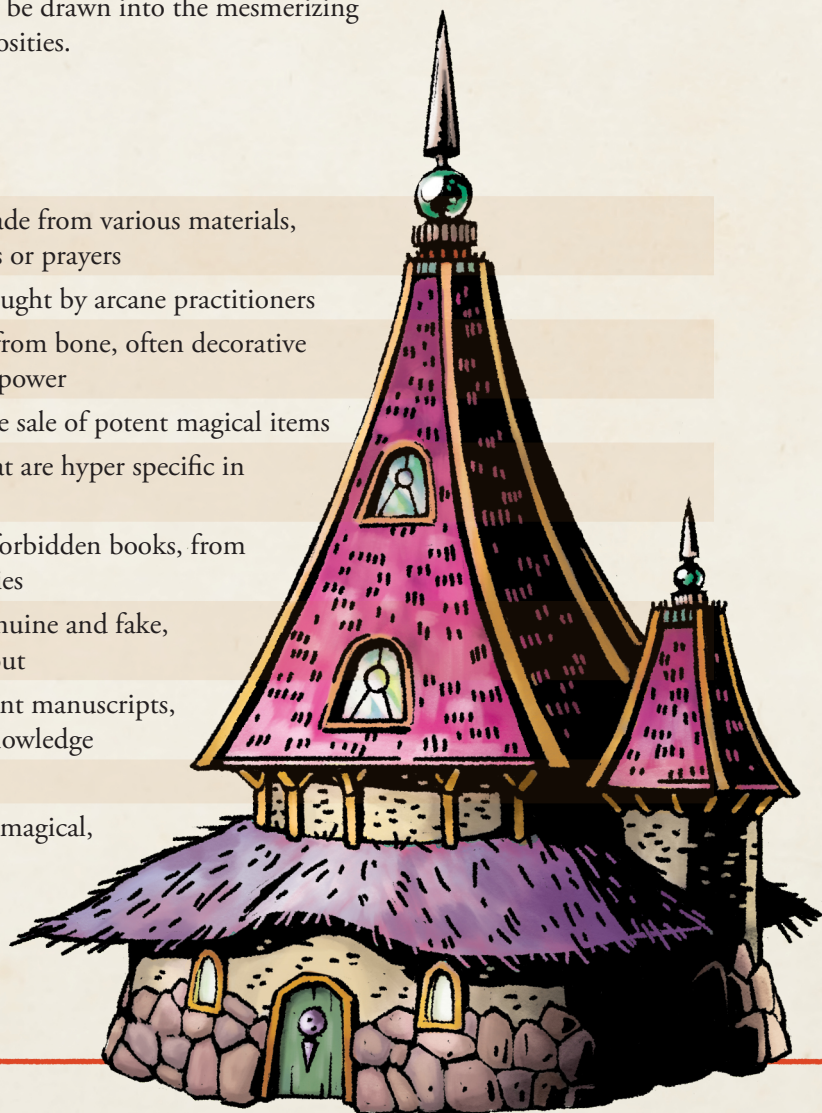 be drawn into the mesmerizing
osities.
ade from various materials,
s or prayers
ught by arcane practitioners
from bone, often decorative
power
e sale of potent magical items
at are hyper specific in
forbidden books, from
ies
nuine and fake,
out
nt manuscripts,
nowledge
magical,